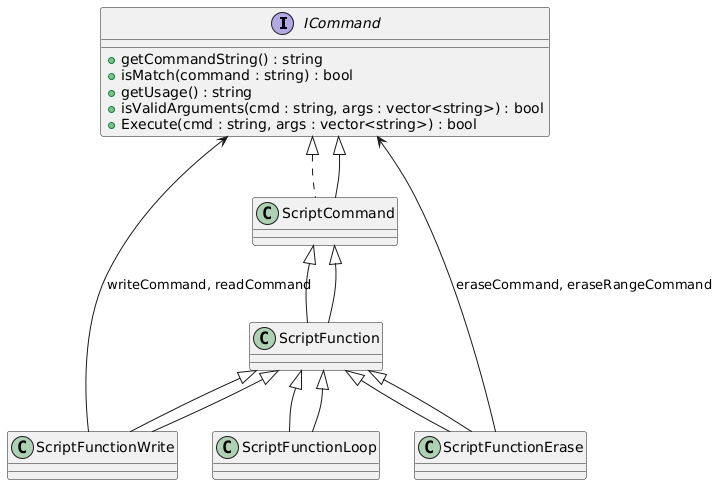 I ICommand
getCommandString() : string
isMatch(command : string) : bool
getUsage() : string
isValidArguments(cmd : string, args : vector<string>) : bool
Execute(cmd : string, args : vector<string>) : bool
C ScriptCommand
writeCommand, readCommand
eraseCommand, eraseRangeCommand
C ScriptFunction
C ScriptFunctionWrite
C ScriptFunctionLoop
C ScriptFunctionErase